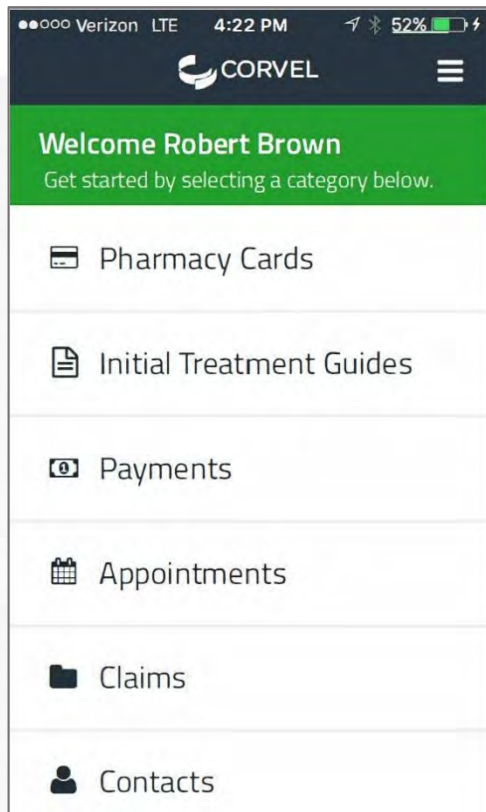 Verizon LTE 4:22 PM 52%
CORVEL
Welcome Robert Brown
Get started by selecting a category below.
Pharmacy Cards
Initial Treatment Guides
Payments
Appointments
Claims
Contacts